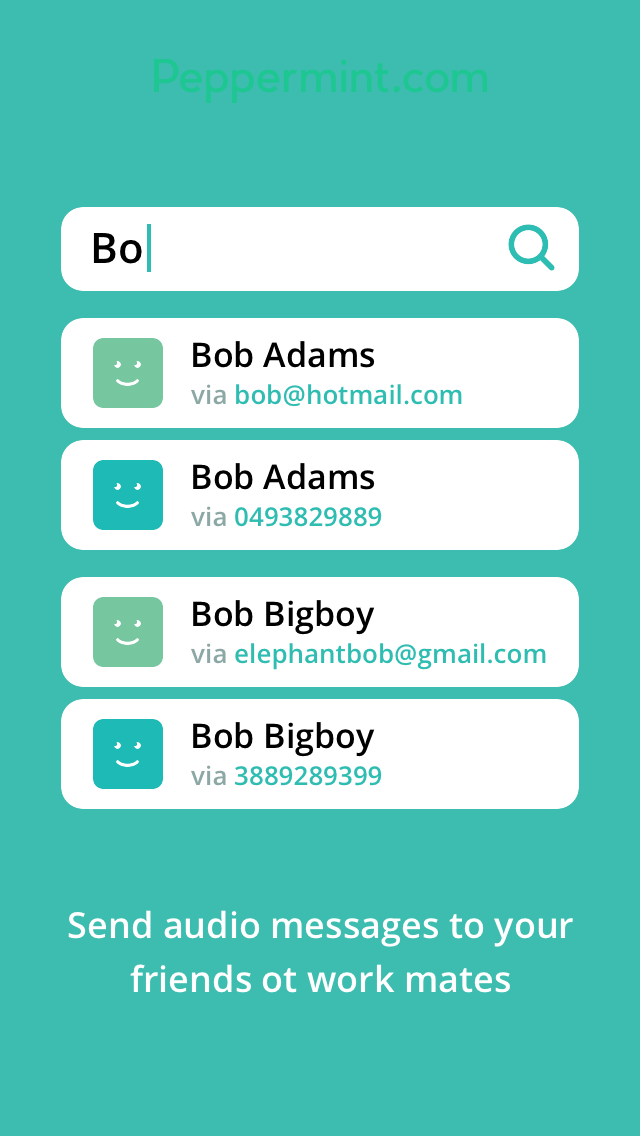 Peppermint.com
Bo
Bob Adams
via bob@hotmail.com
Bob Adams
via 0493829889
Bob Bigboy
via elephantbob@gmail.com
Bob Bigboy
via 3889289399
Send audio messages to your
friends ot work mates